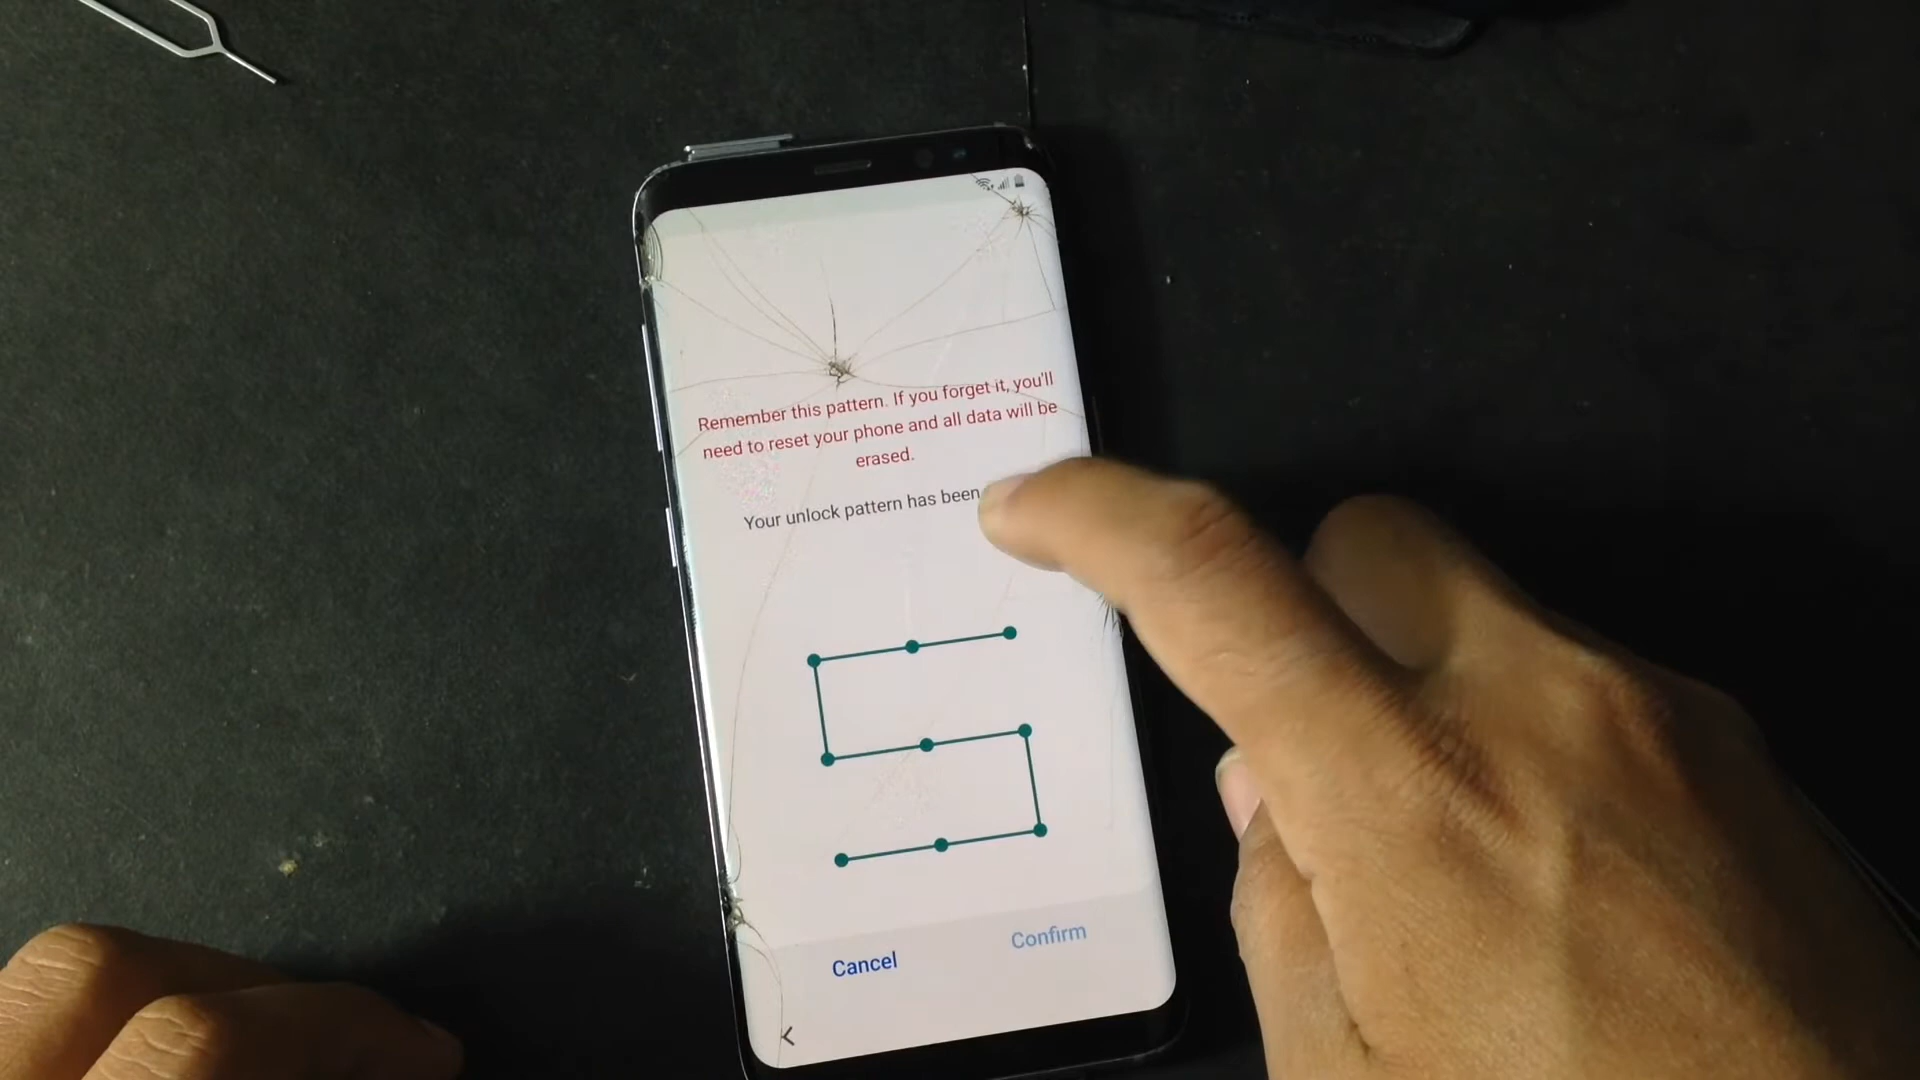 Remember this pattern. If you forget it, you'll
need to reset your phone and all data will be
erased.
Your unlock pattern has been
Cancel
Confirm